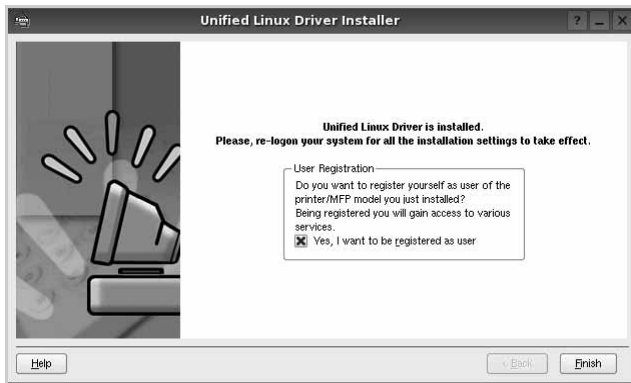 Unified Linux Driver Installer
Unified Linux Driver is installed.
Please, re-logon your system for all the installation settings to take effect.
User Registration
Do you want to register yourself as user of the
printer/MFP model you just installed?
Being registered you will gain access to various
services.
Yes, I want to be registered as user
Help
< Back
Finish